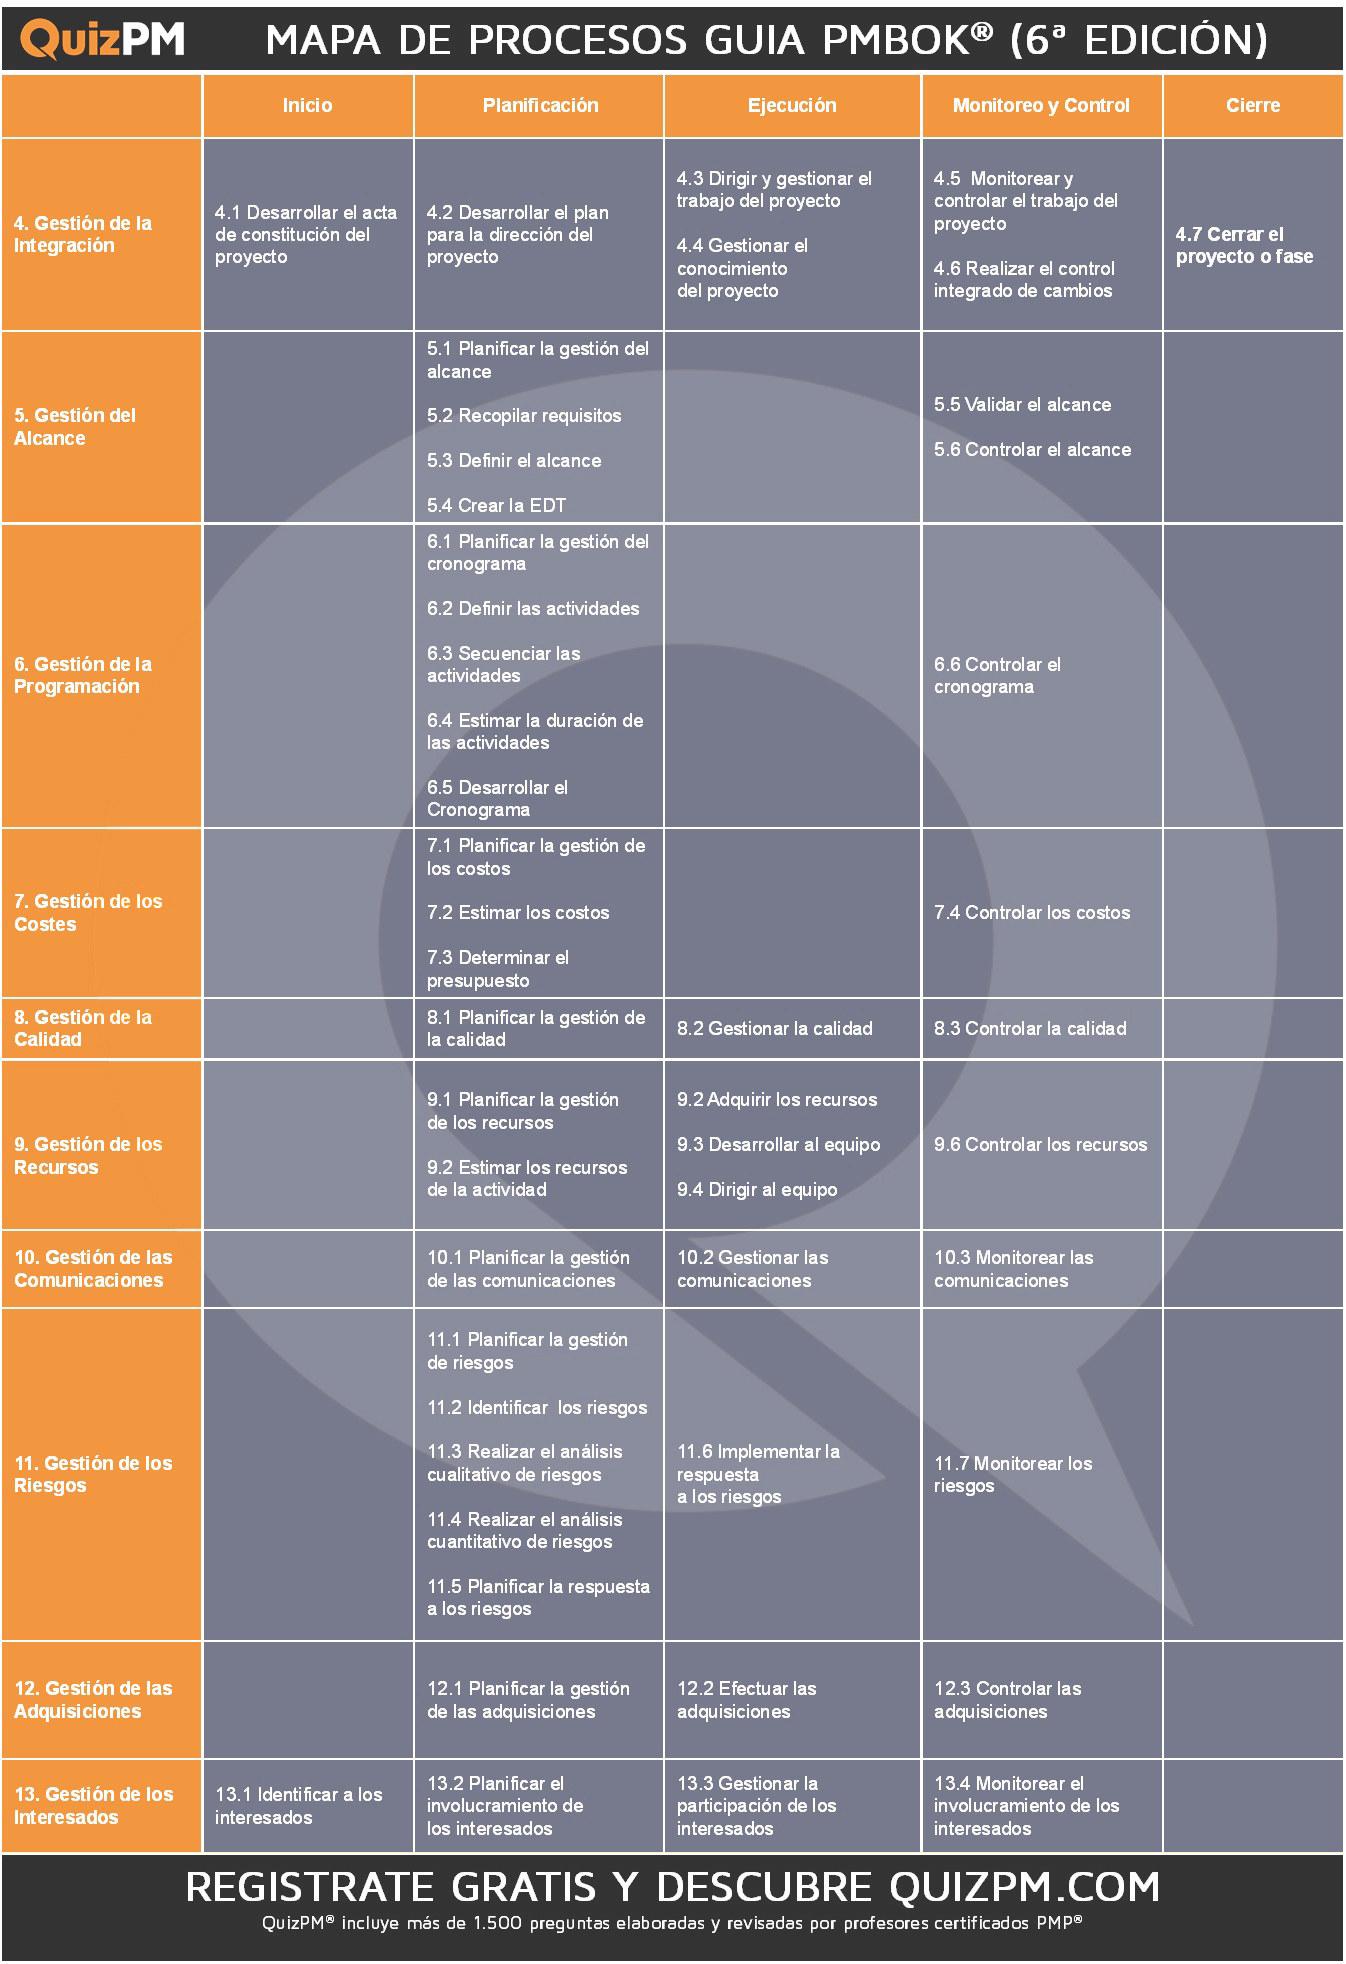 QuizPM
MAPA DE PROCESOS GUIA PMBOK® (6ª EDICIÓN)
Inicio
Planificación
Ejecución
Monitoreo y Control
Cierre
4. Gestión de la
Integración
4.1 Desarrollar el acta
de constitución del
proyecto
4.2 Desarrollar el plan
para la dirección del
proyecto
4.3 Dirigir y gestionar el
trabajo del proyecto
4.4 Gestionar el
conocimiento
del proyecto
4.5 Monitorear y
controlar el trabajo del
proyecto
4.6 Realizar el control
integrado de cambios
4.7 Cerrar el
proyecto o fase
5. Gestión del
Alcance
5.1 Planificar la gestión del
alcance
5.2 Recopilar requisitos
5.3 Definir el alcance
5.4 Crear la EDT
5.5 Validar el alcance
5.6 Controlar el alcance
6. Gestión de la
Programación
6.1 Planificar la gestión del
cronograma
6.2 Definir las actividades
6.3 Secuenciar las
actividades
6.4 Estimar la duración de
las actividades
6.5 Desarrollar el
Cronograma
6.6 Controlar el
cronograma
7. Gestión de los
Costes
7.1 Planificar la gestión de
los costos
7.2 Estimar los costos
7.3 Determinar el
presupuesto
7.4 Controlar los costos
8. Gestión de la
Calidad
8.1 Planificar la gestión de
la calidad
8.2 Gestionar la calidad
8.3 Controlar la calidad
9. Gestión de los
Recursos
9.1 Planificar la gestión
de los recursos
9.2 Estimar los recursos
de la actividad
9.2 Adquirir los recursos
9.3 Desarrollar al equipo
9.4 Dirigir al equipo
9.6 Controlar los recursos
10. Gestión de las
Comunicaciones
10.1 Planificar la gestión
de las comunicaciones
10.2 Gestionar las
comunicaciones
10.3 Monitorear las
comunicaciones
11. Gestión de los
Riesgos
11.1 Planificar la gestión
de riesgos
11.2 Identificar los riesgos
11.3 Realizar el análisis
cualitativo de riesgos
11.4 Realizar el análisis
cuantitativo de riesgos
11.5 Planificar la respuesta
a los riesgos
11.6 Implementar la
respuesta
a los riesgos
11.7 Monitorear los
riesgos
12. Gestión de las
Adquisiciones
12.1 Planificar la gestión
de las adquisiciones
12.2 Efectuar las
adquisiciones
12.3 Controlar las
adquisiciones
13. Gestión de los
Interesados
13.1 Identificar a los
interesados
13.2 Planificar el
involucramiento de
los interesados
13.3 Gestionar la
participación de los
interesados
13.4 Monitorear el
involucramiento de los
interesados
REGISTRATE GRATIS Y DESCUBRE QUIZPM.COM
QuizPM® incluye más de 1.500 preguntas elaboradas y revisadas por profesores certificados PMP®